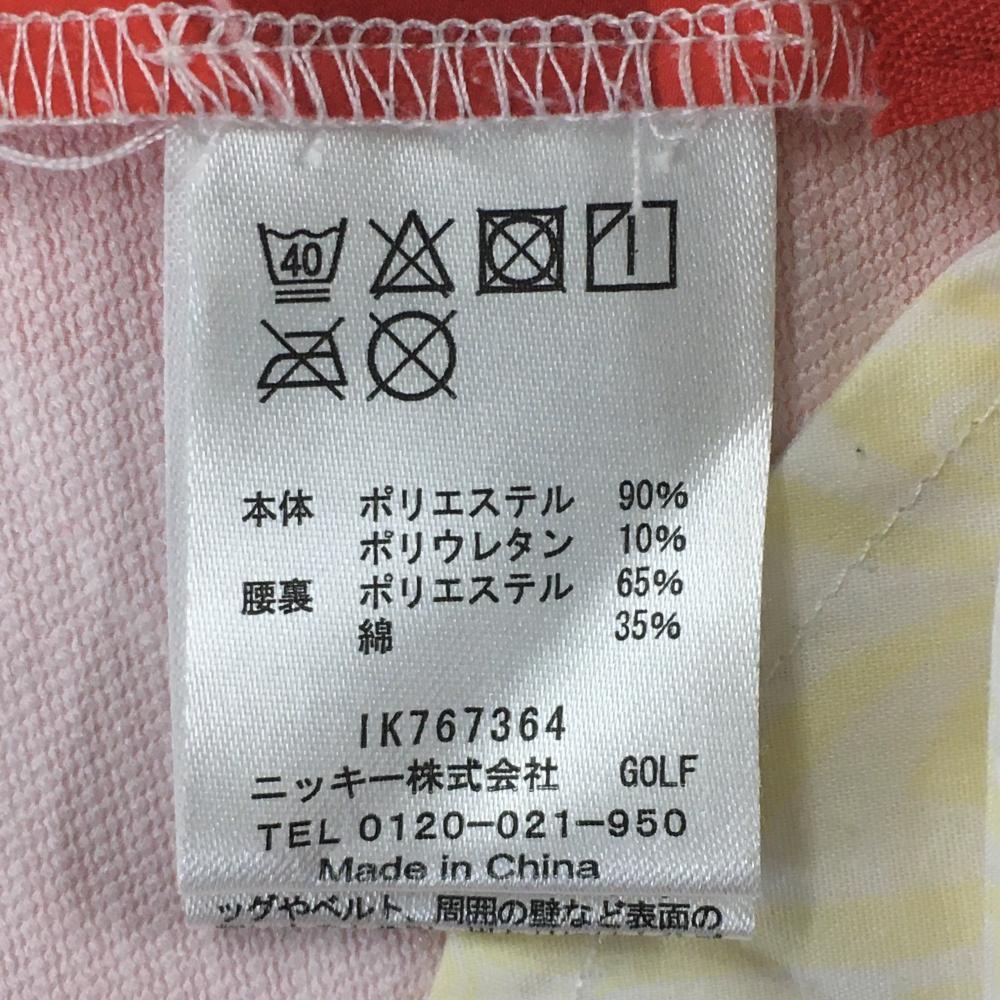 40
本体 ポリエステル 90%
ポリウレタン 10%
腰裏 ポリエステル 65%
綿 35%
IK767364
ニッキー株式会社 GOLF
TEL 0120-021-950
Made in China
ッグやベルト、周囲の壁など表面の